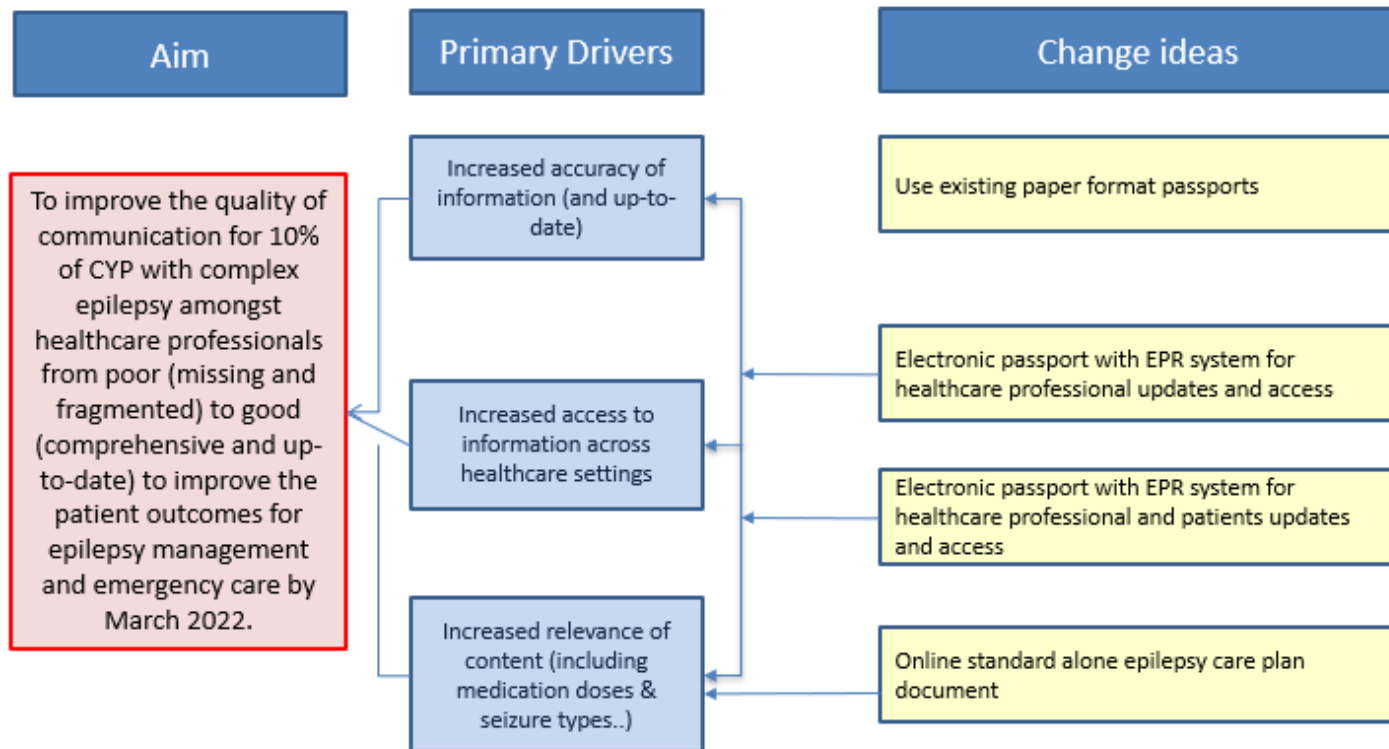 Aim
Primary Drivers
Change ideas
To improve the quality of
communication for 10%
of CYP with complex
epilepsy amongst
healthcare professionals
from poor (missing and
fragmented) to good
(comprehensive and up-
to-date) to improve the
patient outcomes for
epilepsy management
and emergency care by
March 2022.
Increased accuracy of
information (and up-to-
date)
Increased access to
information across
healthcare settings
Increased relevance of
content (including
medication doses &
seizure types..)
Use existing paper format passports
Electronic passport with EPR system for
healthcare professional updates and access
Electronic passport with EPR system for
healthcare professional and patients updates
and access
Online standard alone epilepsy care plan
document